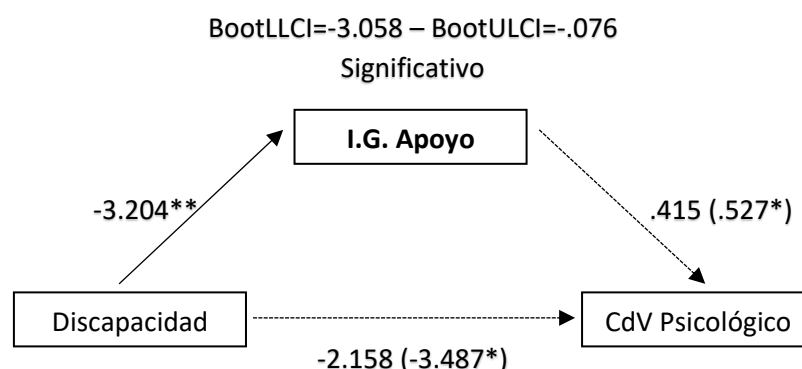 BootLLCI=-3.058 – BootULCI=-.076
Significativo
I.G. Apoyo
-3.204**
.415 (.527*)
Discapacidad
CdV Psicológico
-2.158 (-3.487*)